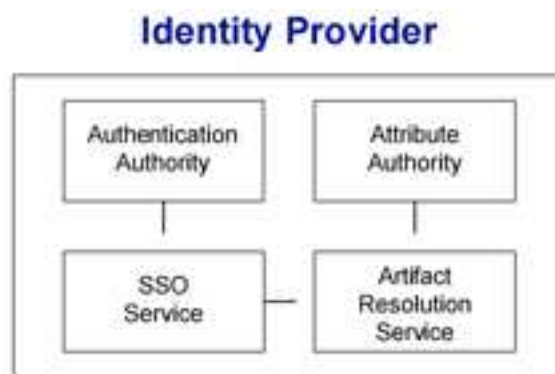 Identity Provider
Authentication
Authority
Attribute
Authority
SSO
Service
Artifact
Resolution
Service